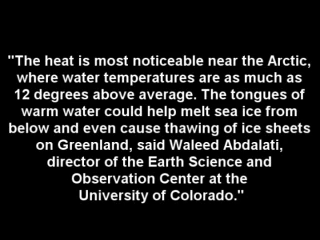 "The heat is most noticeable near the Arctic,
where water temperatures are as much as
12 degrees above average. The tongues of
warm water could help melt sea ice from
below and even cause thawing of ice sheets
on Greenland, said Waleed Abdalati,
director of the Earth Science and
Observation Center at the
University of Colorado."